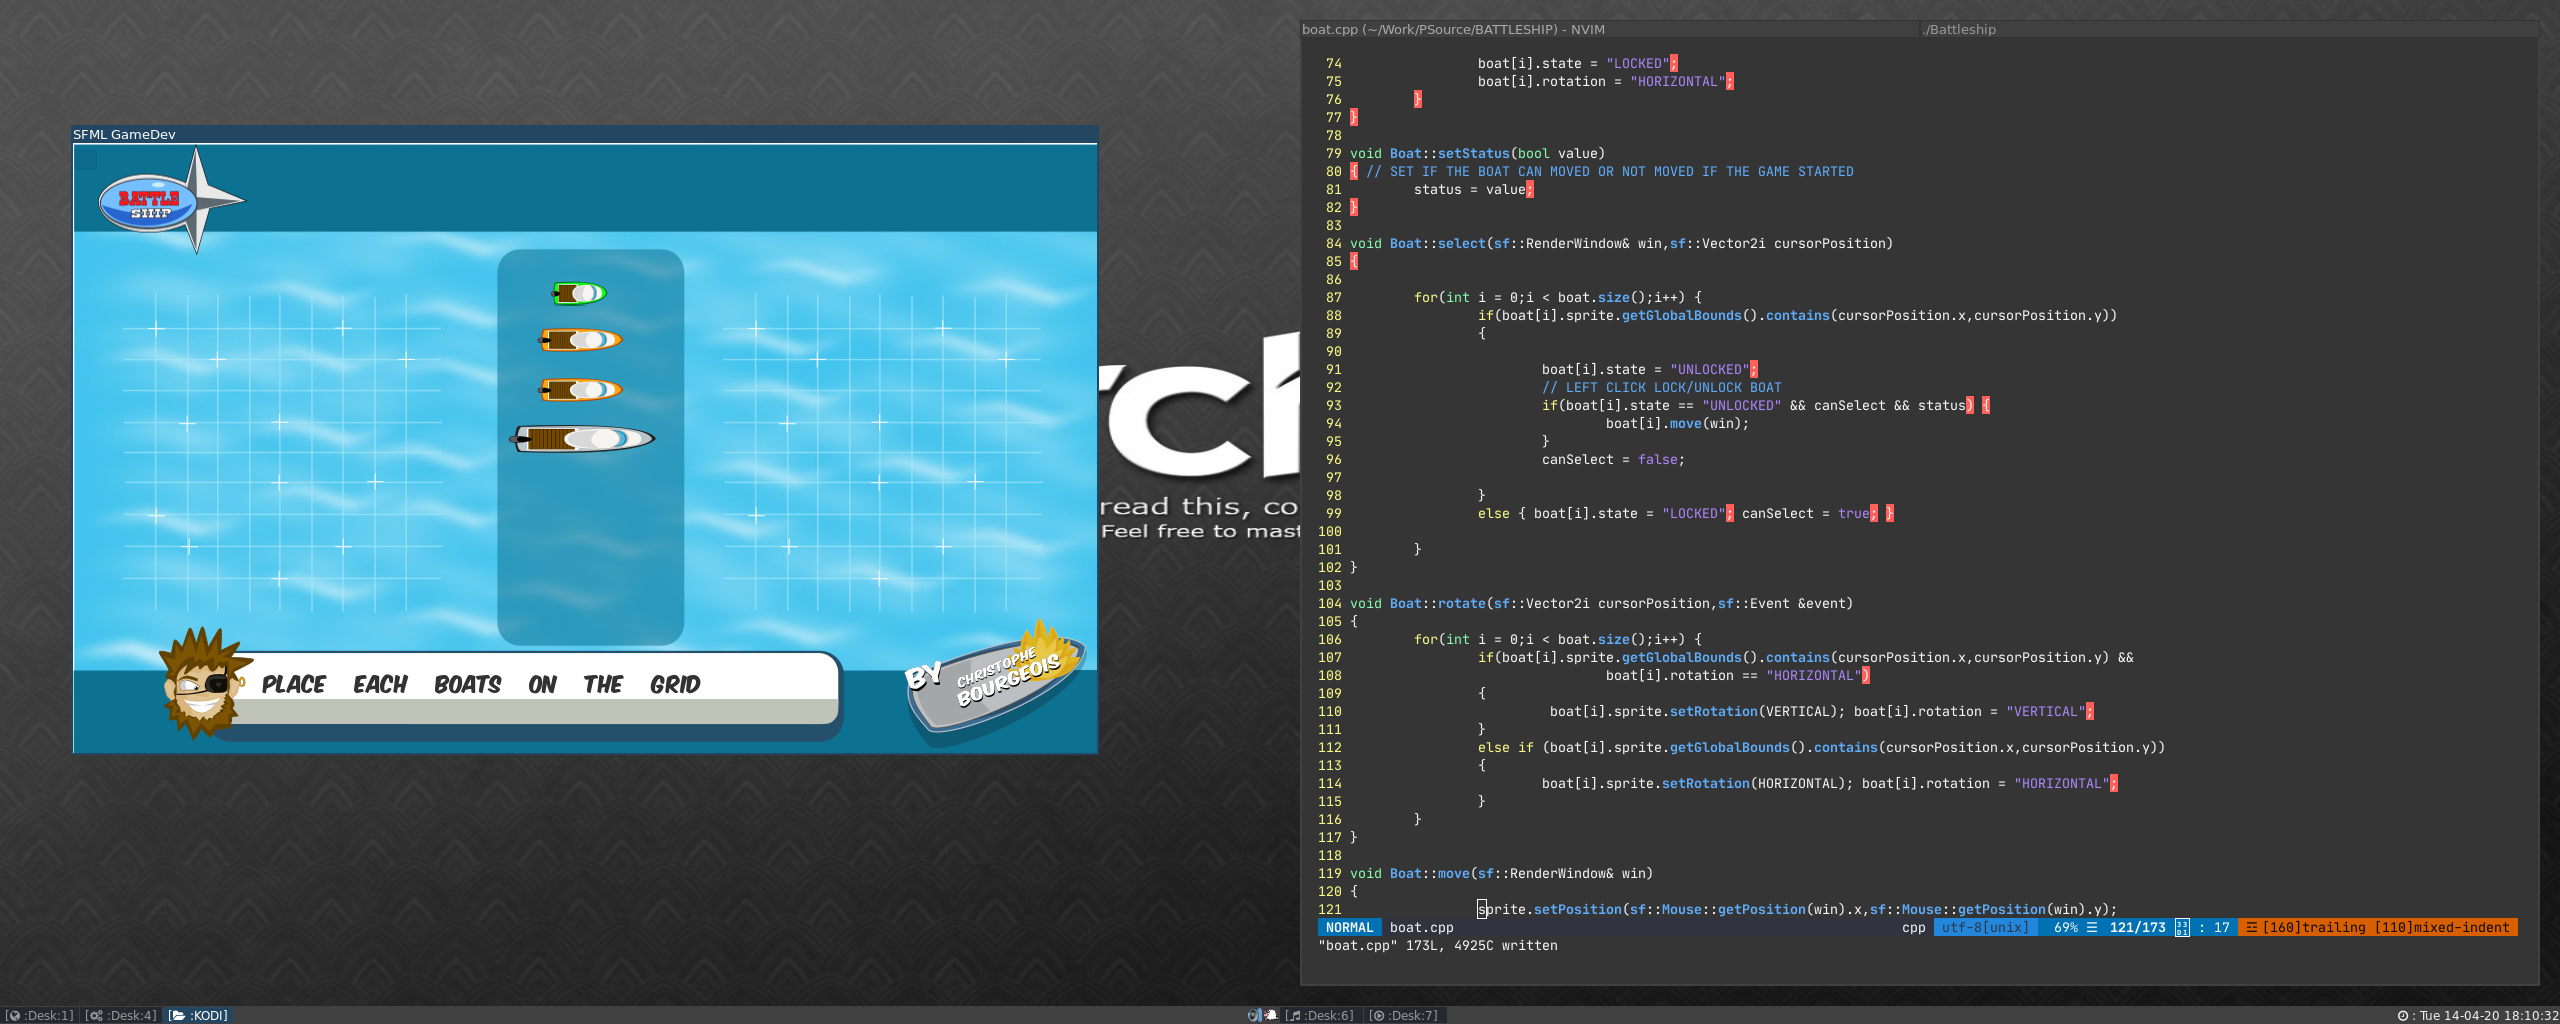 SFML GameDev
BATTLE
SHIP
PLACE EACH BOATS ON THE GRID
BY
CHRISTOPHE
BOURGEOIS
rch
read this, co
Feel free to mast
boat.cpp (~/Work/PSource/BATTLESHIP) - NVIM
./Battleship
74 boat[i].state = "LOCKED";
75 boat[i].rotation = "HORIZONTAL";
76 }
77 }
78
79 void Boat::setStatus(bool value)
80 { // SET IF THE BOAT CAN MOVED OR NOT MOVED IF THE GAME STARTED
81 status = value;
82 }
83
84 void Boat::select(sf::RenderWindow& win,sf::Vector2i cursorPosition)
85 {
86
87 for(int i = 0;i < boat.size();i++) {
88 if(boat[i].sprite.getGlobalBounds().contains(cursorPosition.x,cursorPosition.y))
89 {
90
91 boat[i].state = "UNLOCKED";
92 // LEFT CLICK LOCK/UNLOCK BOAT
93 if(boat[i].state == "UNLOCKED" && canSelect && status) {
94 boat[i].move(win);
95 }
96 canSelect = false;
97
98 }
99 else { boat[i].state = "LOCKED"; canSelect = true; }
100
101 }
102 }
103
104 void Boat::rotate(sf::Vector2i cursorPosition,sf::Event &event)
105 {
106 for(int i = 0;i < boat.size();i++) {
107 if(boat[i].sprite.getGlobalBounds().contains(cursorPosition.x,cursorPosition.y) &&
108 boat[i].rotation == "HORIZONTAL")
109 {
110 boat[i].sprite.setRotation(VERTICAL); boat[i].rotation = "VERTICAL";
111 }
112 else if (boat[i].sprite.getGlobalBounds().contains(cursorPosition.x,cursorPosition.y))
113 {
114 boat[i].sprite.setRotation(HORIZONTAL); boat[i].rotation = "HORIZONTAL";
115 }
116 }
117 }
118
119 void Boat::move(sf::RenderWindow& win)
120 {
121 sprite.setPosition(sf::Mouse::getPosition(win).x,sf::Mouse::getPosition(win).y);
NORMAL boat.cpp cpp utf-8[unix] 69% ☰ 121/173 : 17 ☲ [160]trailing [110]mixed-indent
"boat.cpp" 173L, 4925C written
[ :Desk:1] [ :Desk:4] [ :KODI] [ :Desk:6] [ :Desk:7] : Tue 14-04-20 18:10:32